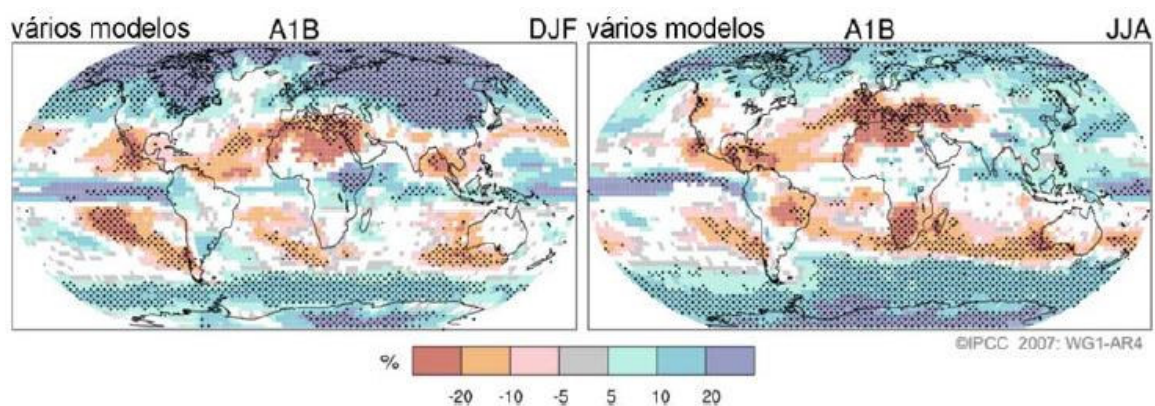 vários modelos A1B DJF
vários modelos A1B JJA
©IPCC 2007: WG1-AR4
%
-20 -10 -5 5 10 20